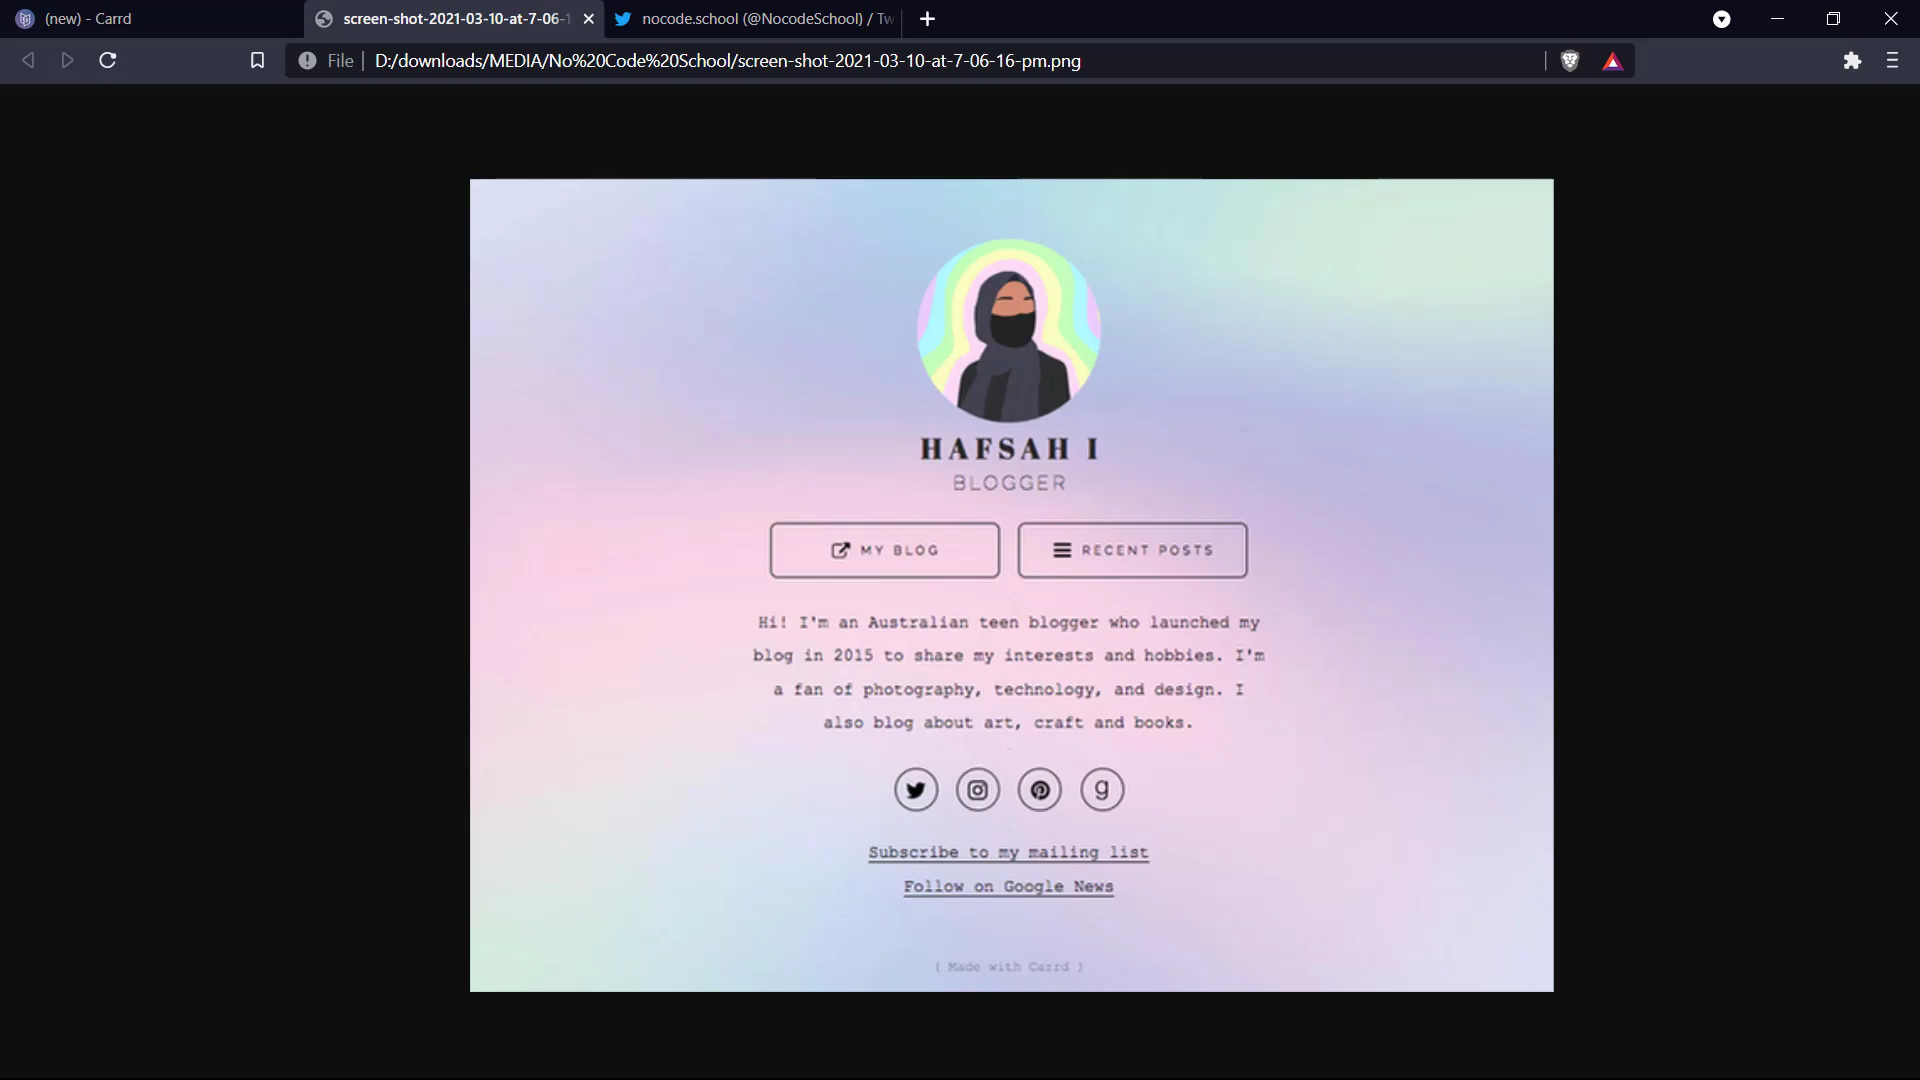 (new) - Carrd
screen-shot-2021-03-10-at-7-06-1
nocode.school (@NocodeSchool) / Tw
File
D:/downloads/MEDIA/No%20Code%20School/screen-shot-2021-03-10-at-7-06-16-pm.png
HAFSAH I
BLOGGER
MY BLOG
RECENT POSTS
Hi! I'm an Australian teen blogger who launched my
blog in 2015 to share my interests and hobbies. I'm
a fan of photography, technology, and design. I
also blog about art, craft and books.
Subscribe to my mailing list
Follow on Google News
( Made with Carrd )